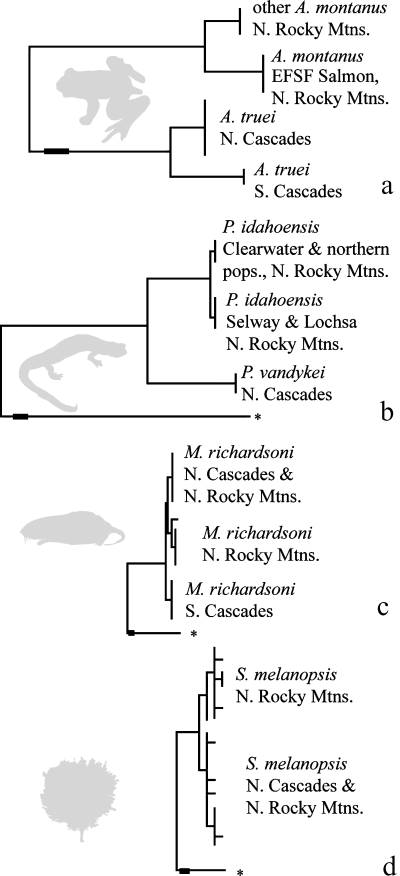 other A. montanus
N. Rocky Mtns.
A. montanus
EFSF Salmon,
N. Rocky Mtns.
A. truei
N. Cascades
A. truei
S. Cascades
a
P. idahoensis
Clearwater & northern
pops., N. Rocky Mtns.
P. idahoensis
Selway & Lochsa
N. Rocky Mtns.
P. vandykei
N. Cascades
*
b
M. richardsoni
N. Cascades &
N. Rocky Mtns.
M. richardsoni
N. Rocky Mtns.
M. richardsoni
S. Cascades
c
*
S. melanopsis
N. Rocky Mtns.
S. melanopsis
N. Cascades &
N. Rocky Mtns.
*
d